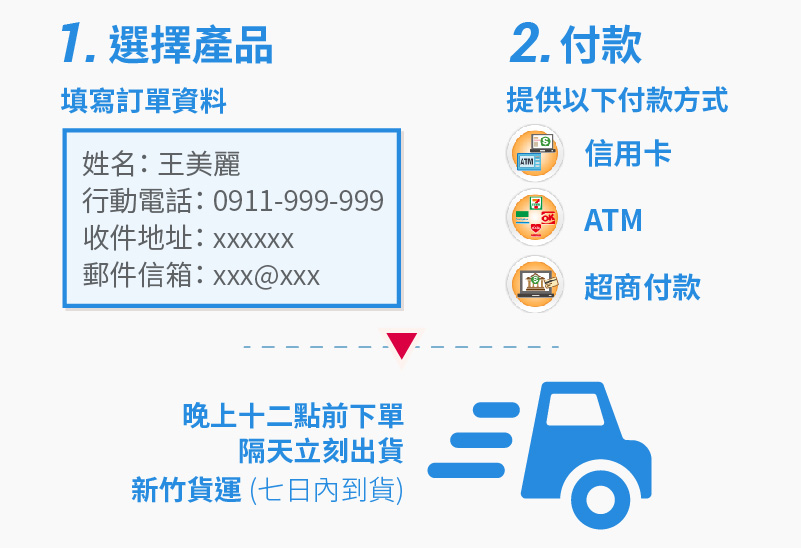 1. 選擇產品
填寫訂單資料
姓名：王美麗
行動電話：0911-999-999
收件地址：xxxxxx
郵件信箱：xxx@xxx
2. 付款
提供以下付款方式
ATM
信用卡
7
OK
ATM
超商付款
晚上十二點前下單
隔天立刻出貨
新竹貨運 (七日內到貨)